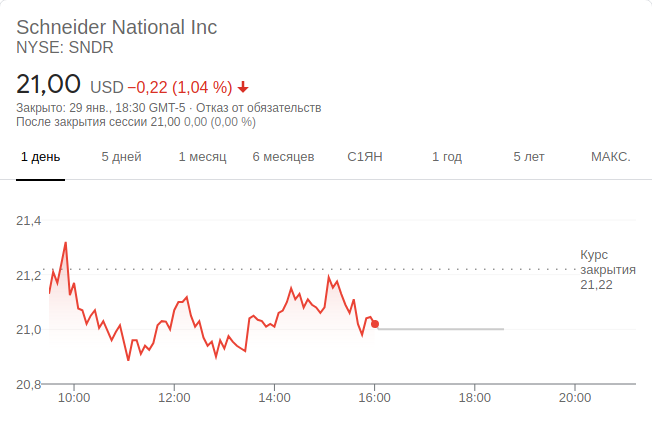 Schneider National Inc
NYSE: SNDR
21,00 USD −0,22 (1,04 %)
Закрыто: 29 янв., 18:30 GMT-5 · Отказ от обязательств
После закрытия сессии 21,00 0,00 (0,00 %)
1 день 5 дней 1 месяц 6 месяцев С1ЯН 1 год 5 лет МАКС.
21,4
Курс
закрытия
21,22
21,2
21,0
20,8
10:00 12:00 14:00 16:00 18:00 20:00